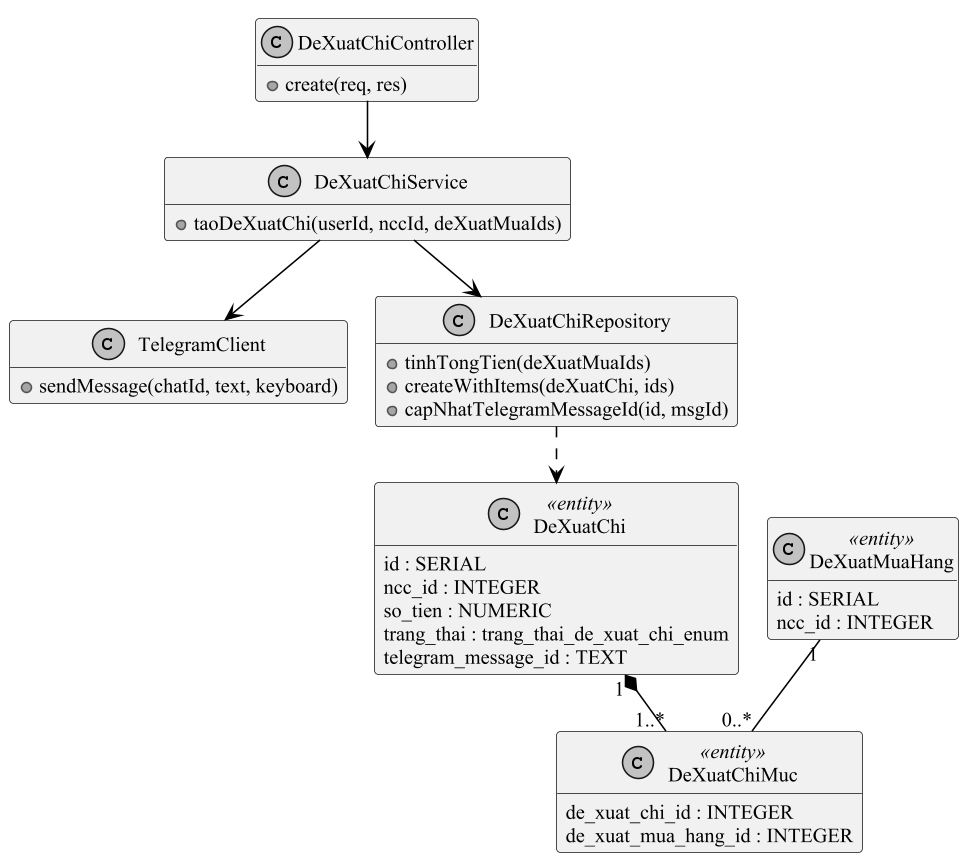 C DeXuatChiController
create(req, res)
C DeXuatChiService
taoDeXuatChi(userId, nccId, deXuatMuaIds)
C TelegramClient
sendMessage(chatId, text, keyboard)
C DeXuatChiRepository
tinhTongTien(deXuatMuaIds)
createWithItems(deXuatChi, ids)
capNhatTelegramMessageId(id, msgId)
C «entity»
DeXuatChi
id : SERIAL
ncc_id : INTEGER
so_tien : NUMERIC
trang_thai : trang_thai_de_xuat_chi_enum
telegram_message_id : TEXT
C «entity»
DeXuatMuaHang
id : SERIAL
ncc_id : INTEGER
1
1
1..*
0..*
C «entity»
DeXuatChiMuc
de_xuat_chi_id : INTEGER
de_xuat_mua_hang_id : INTEGER